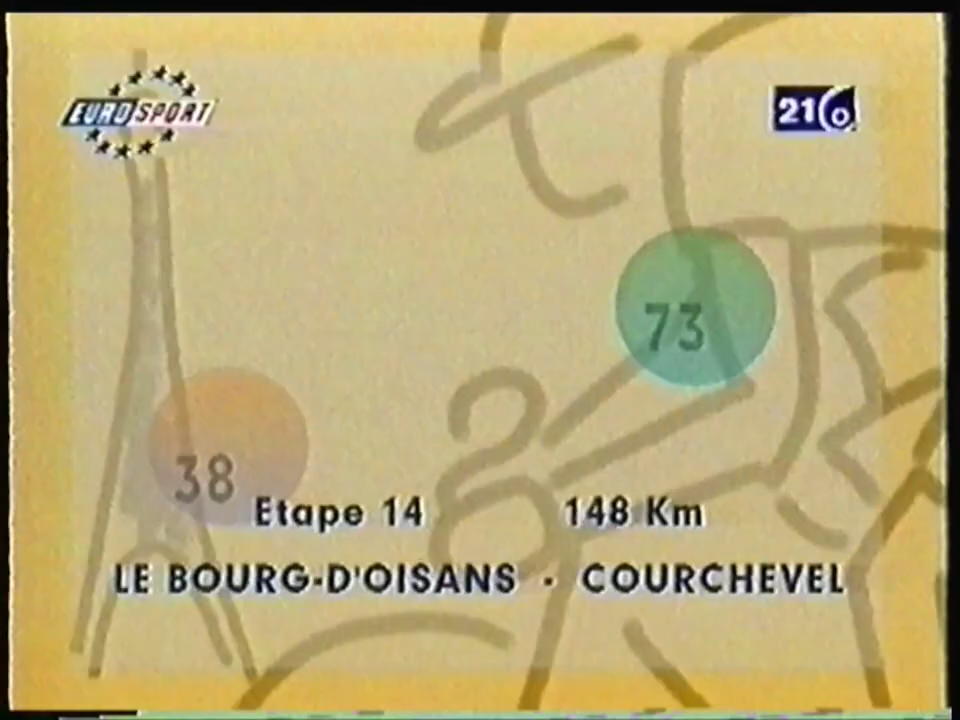 EUROSPORT
21
73
38
Etape 14 148 Km
LE BOURG-D'OISANS - COURCHEVEL